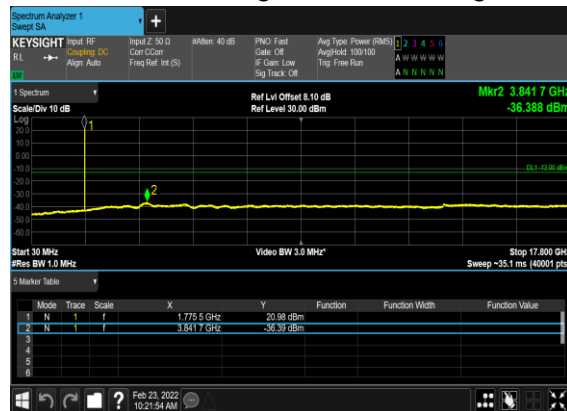 Spectrum Analyzer 1
Swept SA
KEYSIGHT Input: RF Input Z: 50 Ω #Atten: 40 dB PNO: Fast Avg Type: Power (RMS) 1 2 3 4 5 6
RL Coupling: DC Corr CCorr Gate: Off Avg|Hold: 100/100 A W W W W W
Align: Auto Freq Ref: Int (S) IF Gain: Low Trig: Free Run
LXI Sig Track: Off A N N N N N
1 Spectrum Ref Lvl Offset 8.10 dB Mkr2 3.841 7 GHz
Scale/Div 10 dB Ref Level 30.00 dBm -36.388 dBm
Log
20.0
10.0
0.00
-10.0
DL1 -13.00 dBm
-20.0
-30.0
-40.0
-50.0
-60.0
1
2
Start 30 MHz Video BW 3.0 MHz* Stop 17.800 GHz
#Res BW 1.0 MHz Sweep ~35.1 ms (40001 pts)
5 Marker Table
Mode Trace Scale X Y Function Function Width Function Value
1 N 1 f 1.775 5 GHz 20.98 dBm
2 N 1 f 3.841 7 GHz -36.39 dBm
3
4
5
6
? Feb 23, 2022
10:21:54 AM